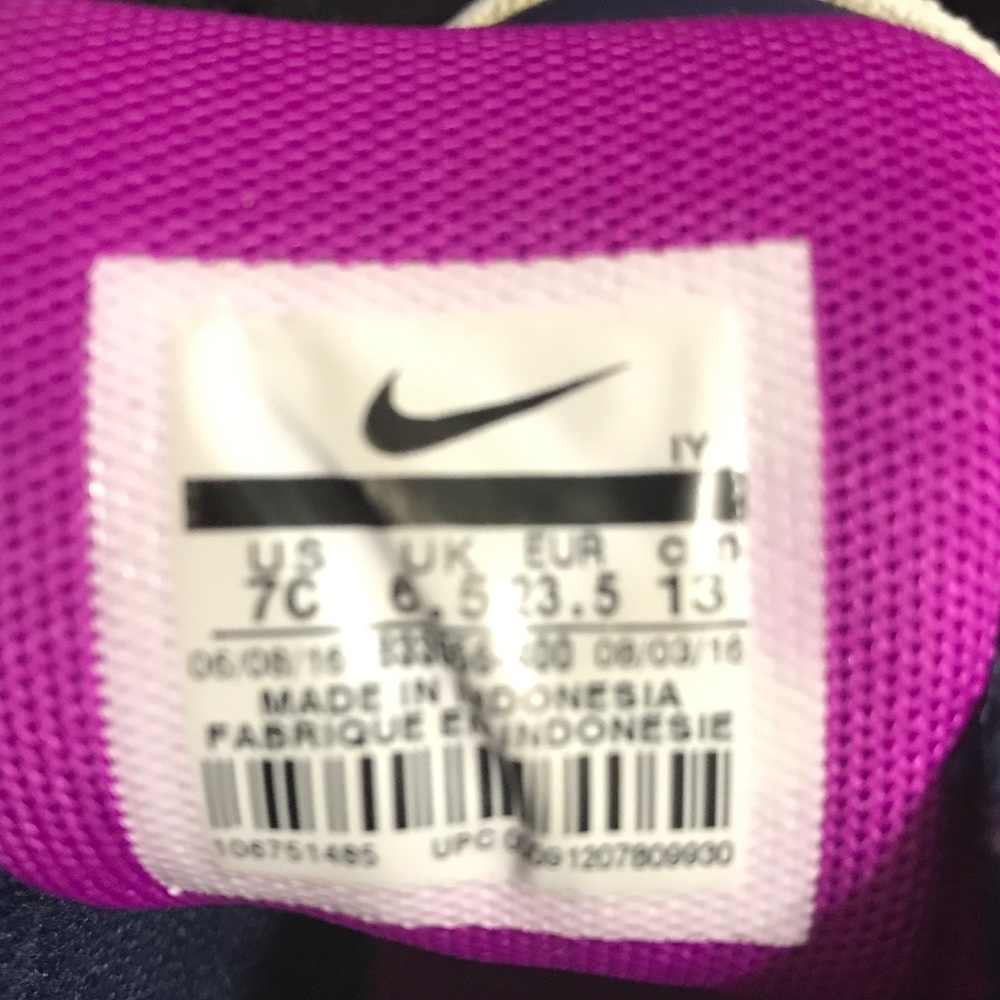 IY
US UK EUR cm
7C 6.5 23.5 13
06/08/16 08/03/16
MADE IN INDONESIA
FABRIQUE EN INDONESIE
106751485 UPC